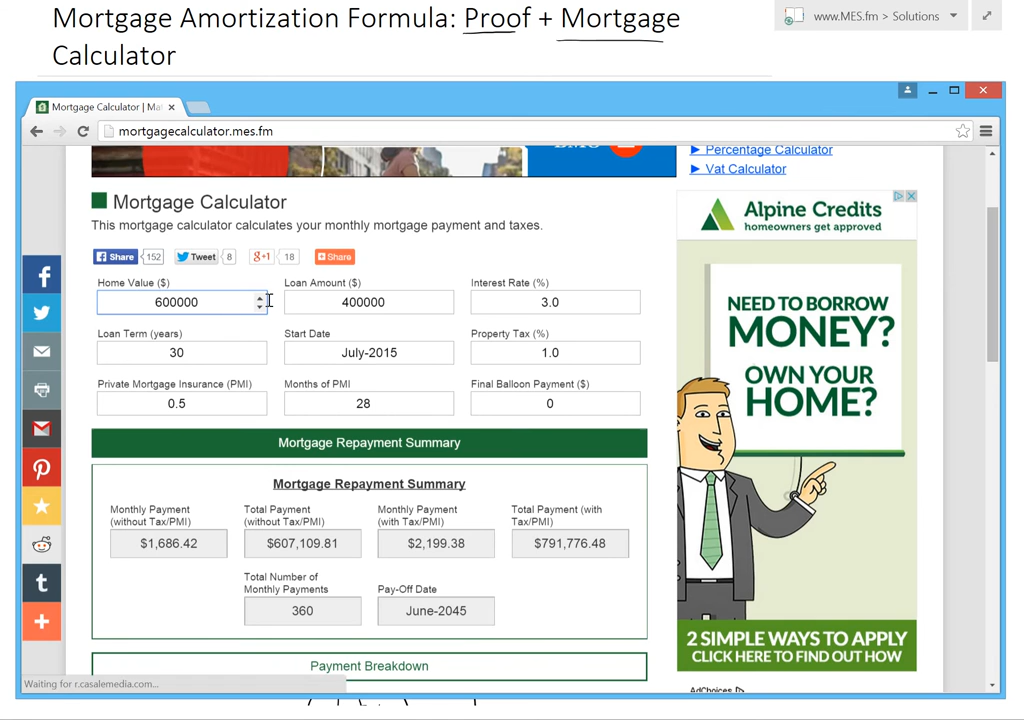 Mortgage Amortization Formula: Proof + Mortgage
Calculator
www.MES.fm > Solutions
Mortgage Calculator | Mat
mortgagecalculator.mes.fm
► Percentage Calculator
► Vat Calculator
Mortgage Calculator
This mortgage calculator calculates your monthly mortgage payment and taxes.
Share 152 Tweet 8 g+1 18 Share
Home Value ($) Loan Amount ($) Interest Rate (%)
600000 400000 3.0
Loan Term (years) Start Date Property Tax (%)
30 July-2015 1.0
Private Mortgage Insurance (PMI) Months of PMI Final Balloon Payment ($)
0.5 28 0
Mortgage Repayment Summary
Mortgage Repayment Summary
Monthly Payment Total Payment Monthly Payment Total Payment (with
(without Tax/PMI) (without Tax/PMI) (with Tax/PMI) Tax/PMI)
$1,686.42 $607,109.81 $2,199.38 $791,776.48
Total Number of
Monthly Payments Pay-Off Date
360 June-2045
Payment Breakdown
Waiting for r.casalemedia.com...
Alpine Credits
homeowners get approved
NEED TO BORROW
MONEY?
OWN YOUR
HOME?
2 SIMPLE WAYS TO APPLY
CLICK HERE TO FIND OUT HOW
AdChoices